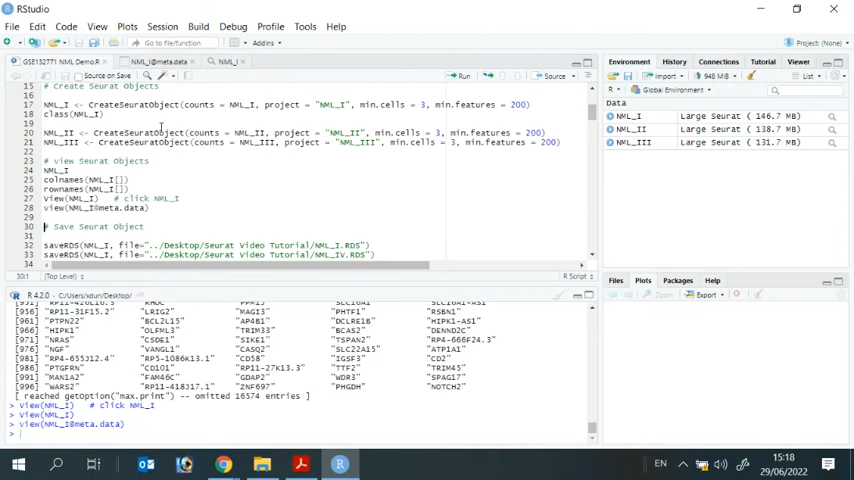 RStudio
File Edit Code View Plots Session Build Debug Profile Tools Help
Go to file/function
Addins
Project: (None)
GSE132771 NML Demo.R
NML_I@meta.data
NML_I
Source on Save
Run
Source
15 # Create Seurat Objects
16
17 NML_I <- CreateSeuratObject(counts = NML_I, project = "NML_I", min.cells = 3, min.features = 200)
18 class(NML_I)
19
20 NML_II <- CreateSeuratObject(counts = NML_II, project = "NML_II", min.cells = 3, min.features = 200)
21 NML_III <- CreateSeuratObject(counts = NML_III, project = "NML_III", min.cells = 3, min.features = 200)
22
23 # view Seurat Objects
24 NML_I
25 colnames(NML_I[])
26 rownames(NML_I[])
27 View(NML_I) # click NML_I
28 view(NML_I@meta.data)
29
30 # Save Seurat Object
31
32 saveRDS(NML_I, file="../Desktop/Seurat Video Tutorial/NML_I.RDS")
33 saveRDS(NML_I, file="../Desktop/Seurat Video Tutorial/NML_IV.RDS")
34
30:1 (Top Level) R Script
R 4.2.0 · C:/Users/xdun/Desktop/
[956] "RP11-31F15.2" "LRIG2" "MAGI3" "PHTF1" "RSBN1"
[961] "PTPN22" "BCL2L15" "AP4B1" "DCLRE1B" "HIPK1-AS1"
[966] "HIPK1" "OLFML3" "TRIM33" "BCAS2" "DENND2C"
[971] "NRAS" "CSDE1" "SIKE1" "TSPAN2" "RP4-666F24.3"
[976] "NGF" "VANGL1" "CASQ2" "SLC22A15" "ATP1A1"
[981] "RP4-655J12.4" "RP5-1086K13.1" "CD58" "IGSF3" "CD2"
[986] "PTGFRN" "CD101" "RP11-27K13.3" "TTF2" "TRIM45"
[991] "MAN1A2" "FAM46C" "GDAP2" "WDR3" "SPAG17"
[996] "WARS2" "RP11-418J17.1" "ZNF697" "PHGDH" "NOTCH2"
[ reached getOption("max.print") -- omitted 16574 entries ]
> view(NML_I) # click NML_I
> view(NML_I)
> view(NML_I@meta.data)
>
Environment History Connections Tutorial Viewer
Import 948 MiB List
R Global Environment
Data
NML_I Large Seurat ( 146.7 MB)
NML_II Large Seurat ( 138.7 MB)
NML_III Large Seurat ( 131.7 MB)
Files Plots Packages Help
Zoom Export
EN
15:18
29/06/2022